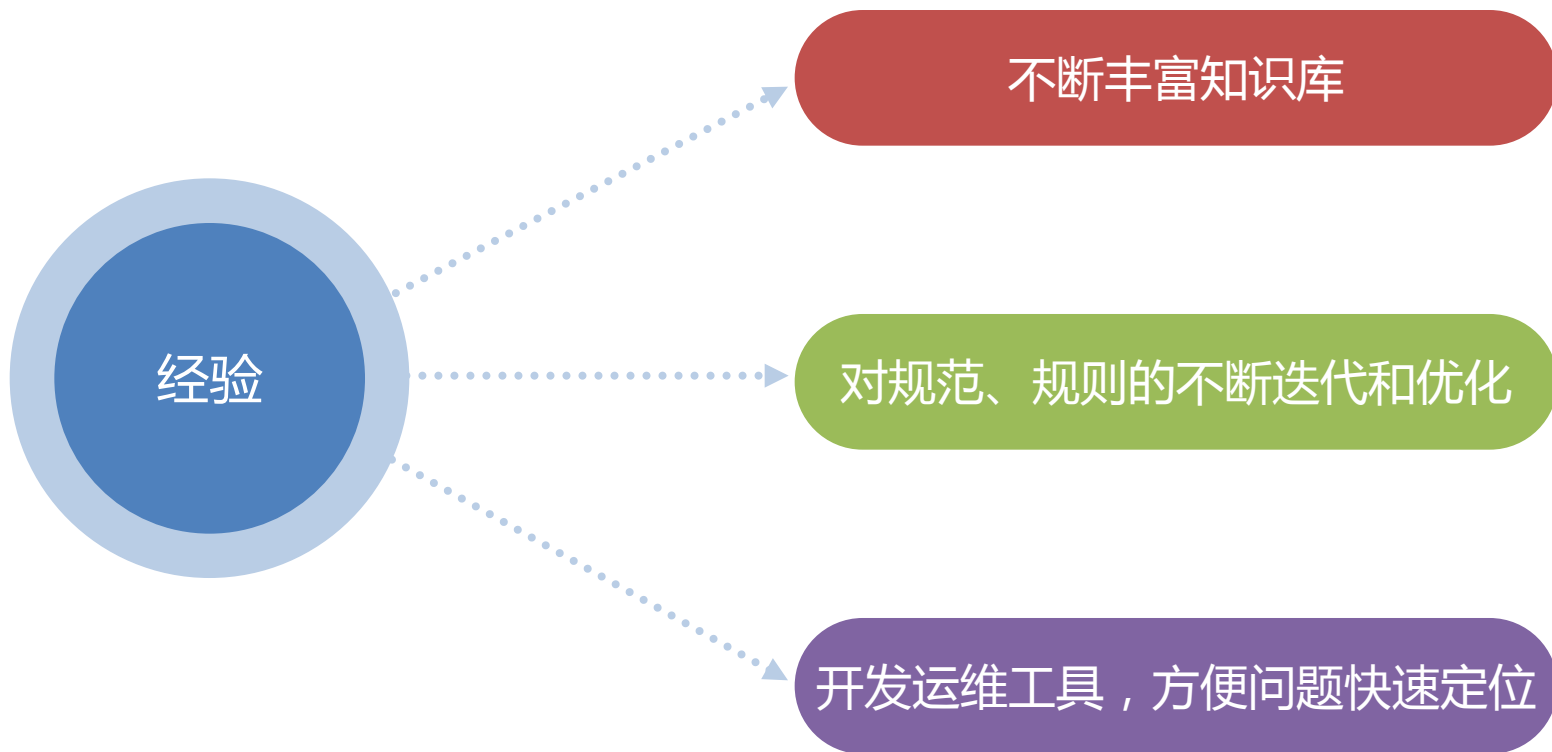 不断丰富知识库
经验
对规范、规则的不断迭代和优化
开发运维工具，方便问题快速定位